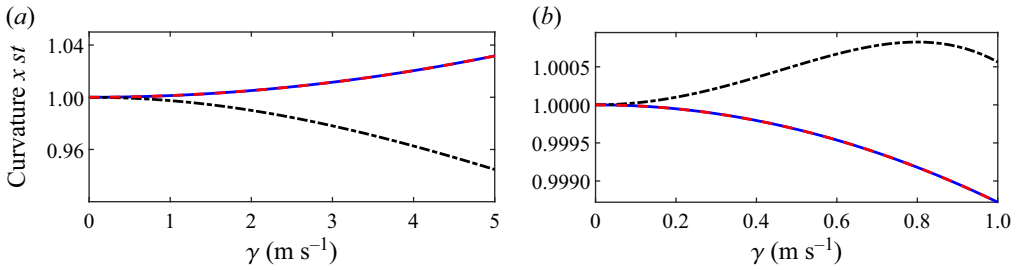 (a) (b)
Curvature x st
1.04
1.00
0.96
0 1 2 3 4 5
γ (m s⁻¹)
1.0005
1.0000
0.9995
0.9990
0 0.2 0.4 0.6 0.8 1.0
γ (m s⁻¹)